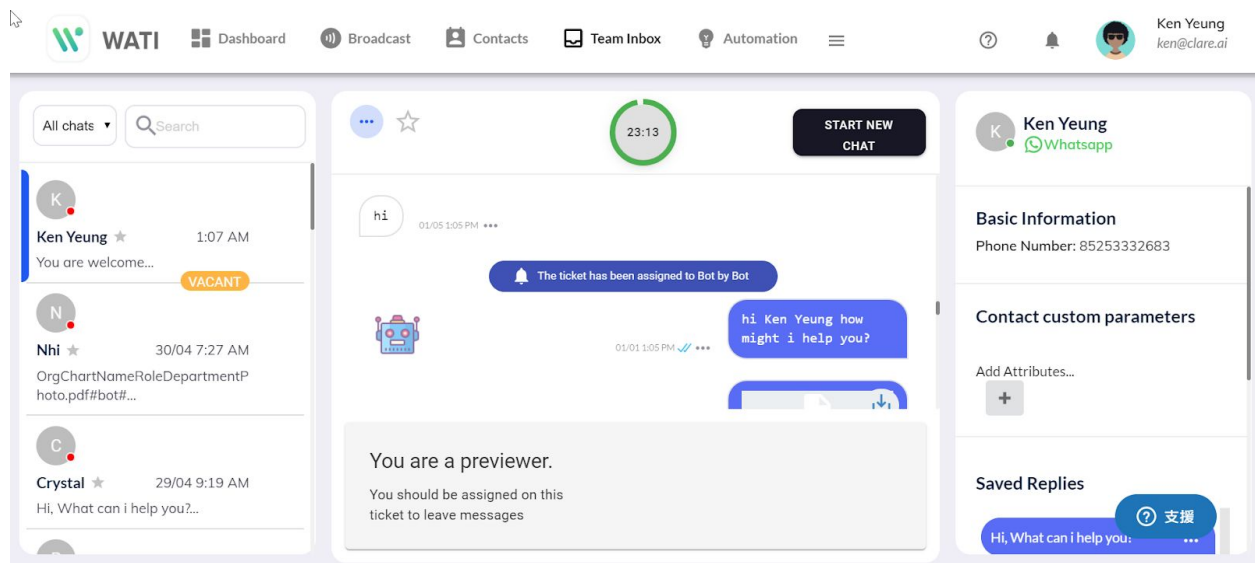 WATI
Dashboard
Broadcast
Contacts
Team Inbox
Automation
Ken Yeung
ken@clare.ai
All chats
Search
K
Ken Yeung
1:07 AM
You are welcome...
VACANT
N
Nhi
30/04 7:27 AM
OrgChartNameRoleDepartmentP
hoto.pdf#bot#...
C
Crystal
29/04 9:19 AM
Hi, What can i help you?...
23:13
START NEW
CHAT
hi
01/05 1:05 PM
The ticket has been assigned to Bot by Bot
hi Ken Yeung how
might i help you?
01/01 1:05 PM
You are a previewer.
You should be assigned on this
ticket to leave messages
K
Ken Yeung
Whatsapp
Basic Information
Phone Number: 85253332683
Contact custom parameters
Add Attributes...
+
Saved Replies
Hi, What can i help you?
支援